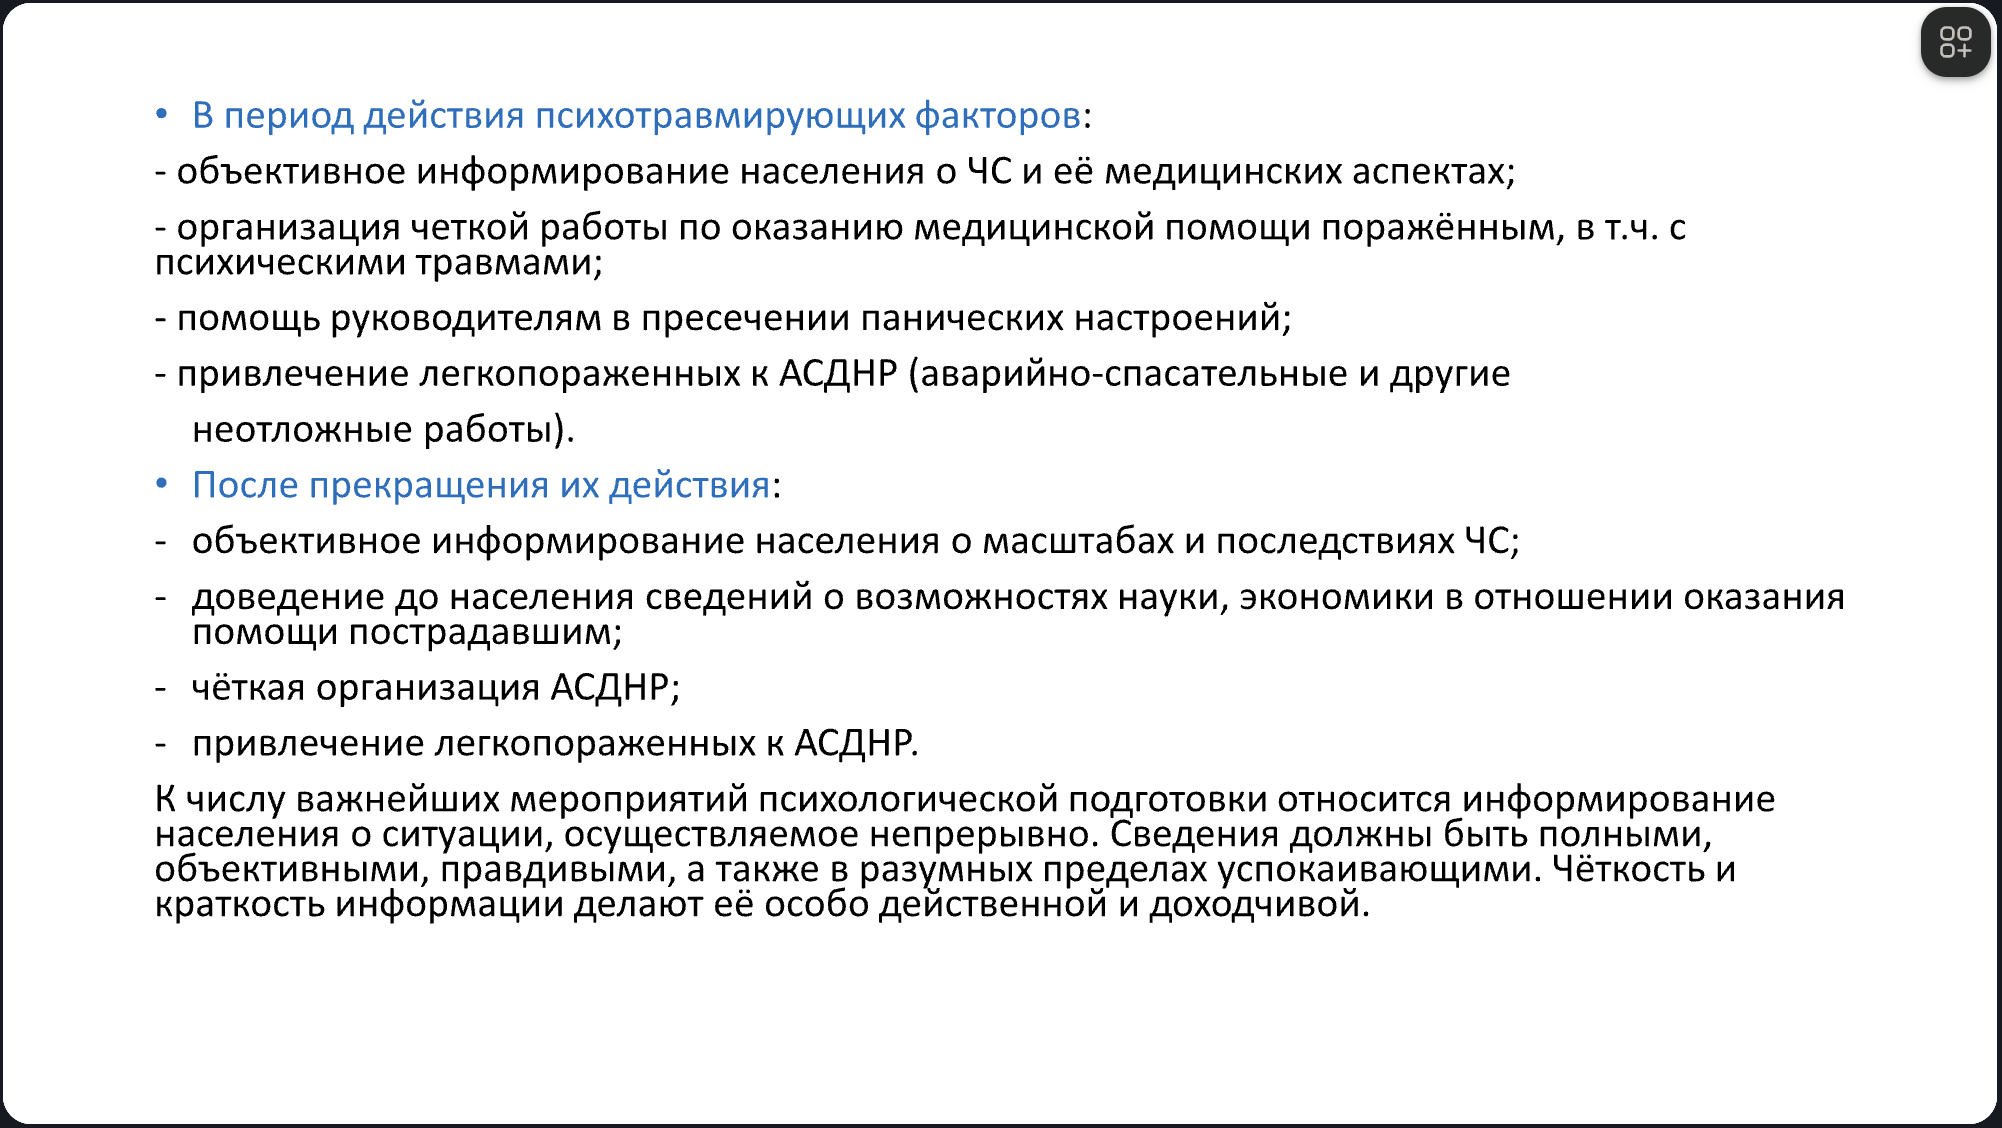 • В период действия психотравмирующих факторов:
- объективное информирование населения о ЧС и её медицинских аспектах;
- организация четкой работы по оказанию медицинской помощи поражённым, в т.ч. с
психическими травмами;
- помощь руководителям в пресечении панических настроений;
- привлечение легкопораженных к АСДНР (аварийно-спасательные и другие
неотложные работы).
• После прекращения их действия:
- объективное информирование населения о масштабах и последствиях ЧС;
- доведение до населения сведений о возможностях науки, экономики в отношении оказания
помощи пострадавшим;
- чёткая организация АСДНР;
- привлечение легкопораженных к АСДНР.
К числу важнейших мероприятий психологической подготовки относится информирование
населения о ситуации, осуществляемое непрерывно. Сведения должны быть полными,
объективными, правдивыми, а также в разумных пределах успокаивающими. Чёткость и
краткость информации делают её особо действенной и доходчивой.